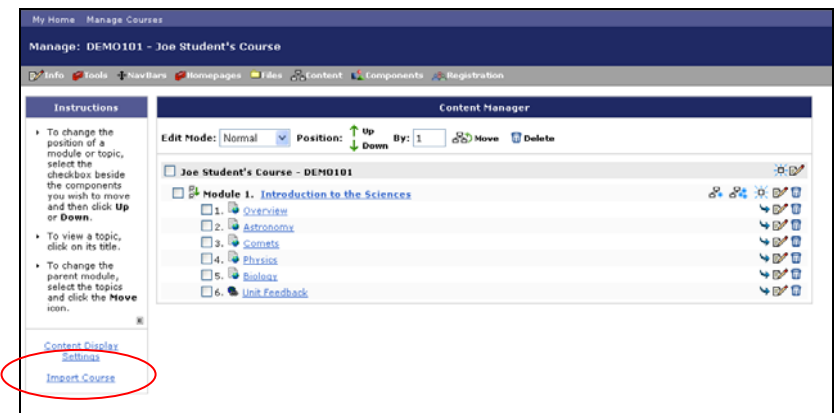 My Home Manage Courses
Manage: DEMO101 - Joe Student's Course
Info Tools NavBars Homepages Files Content Components Registration
Instructions
To change the
position of a
module or topic,
select the
checkbox beside
the components
you wish to move
and then click Up
or Down.
To view a topic,
click on its title.
To change the
parent module,
select the topics
and click the Move
icon.
Content Display
Settings
Import Course
Content Manager
Edit Mode: Normal Position: Up Down By: 1 Move Delete
Joe Student's Course - DEMO101
Module 1. Introduction to the Sciences
1. Overview
2. Astronomy
3. Comets
4. Physics
5. Biology
6. Unit Feedback